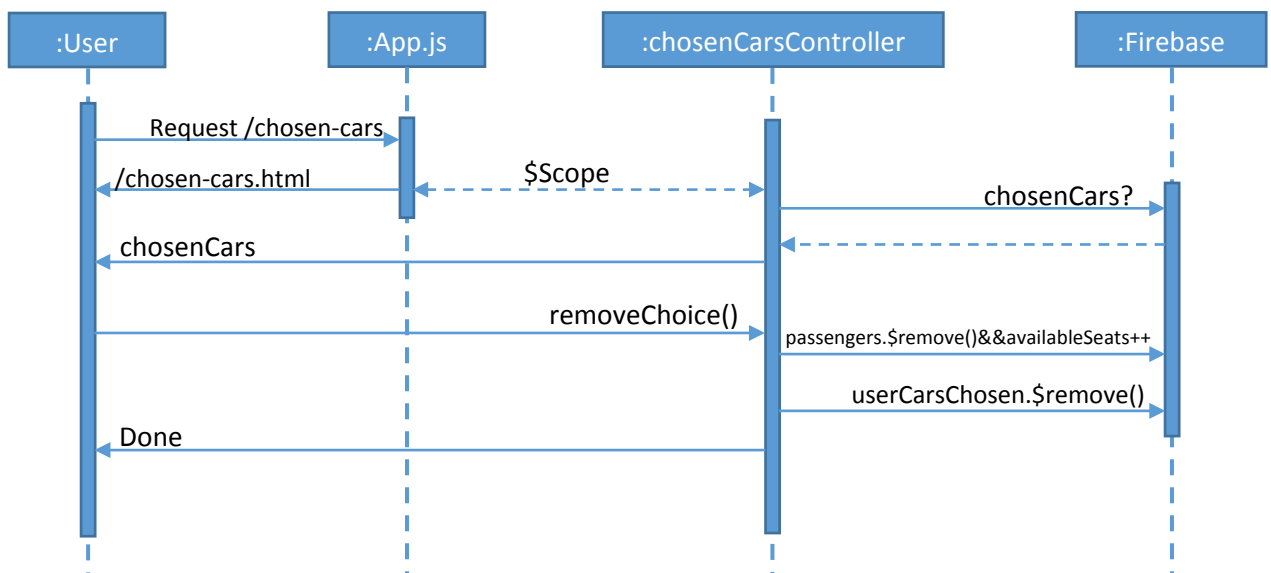 :User
:App.js
:chosenCarsController
:Firebase
Request /chosen-cars
/chosen-cars.html
$Scope
chosenCars?
chosenCars
removeChoice()
passengers.$remove()&&availableSeats++
userCarsChosen.$remove()
Done